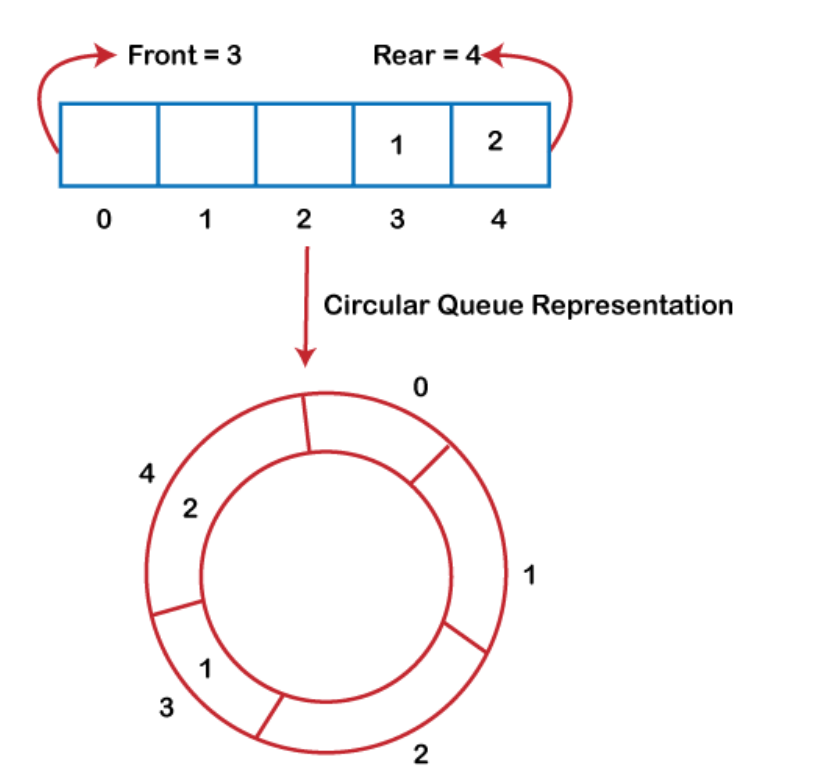 Front = 3 Rear = 4
1 2
0 1 2 3 4
Circular Queue Representation
0
4
2
1
1
3
2